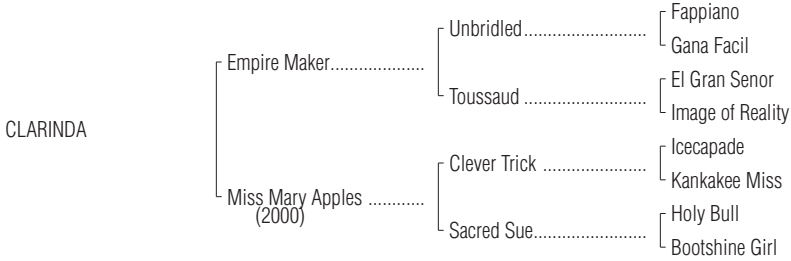 Fappiano
Unbridled..........................
Gana Facil
Empire Maker....................
El Gran Senor
Toussaud ..........................
Image of Reality
CLARINDA
Icecapade
Clever Trick ......................
Kankakee Miss
Miss Mary Apples ............
(2000)
Holy Bull
Sacred Sue........................
Bootshine Girl